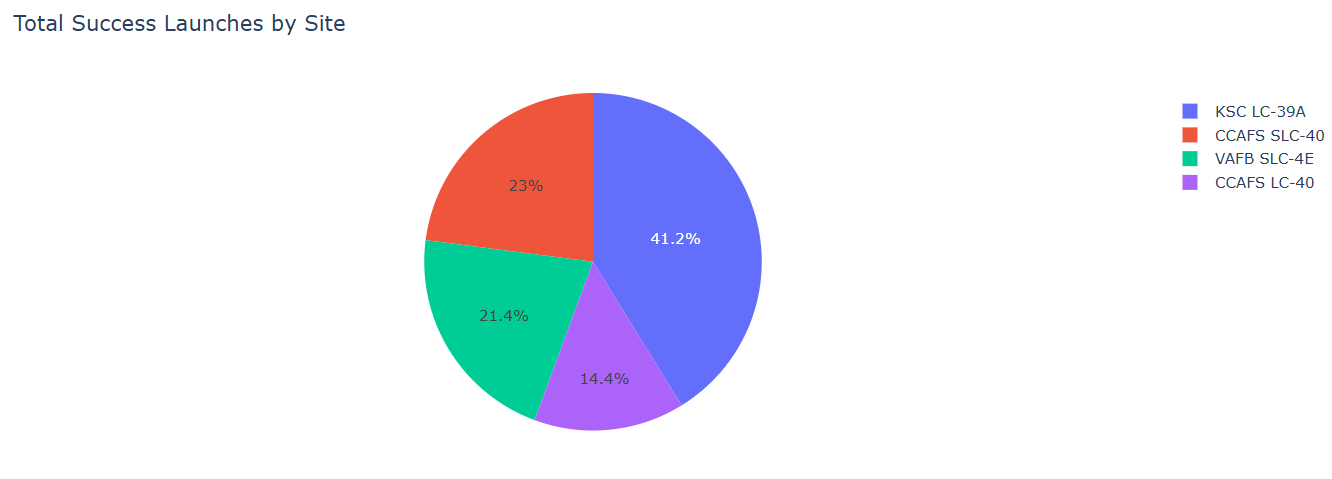 Total Success Launches by Site
KSC LC-39A
CCAFS SLC-40
VAFB SLC-4E
CCAFS LC-40
23%
41.2%
21.4%
14.4%